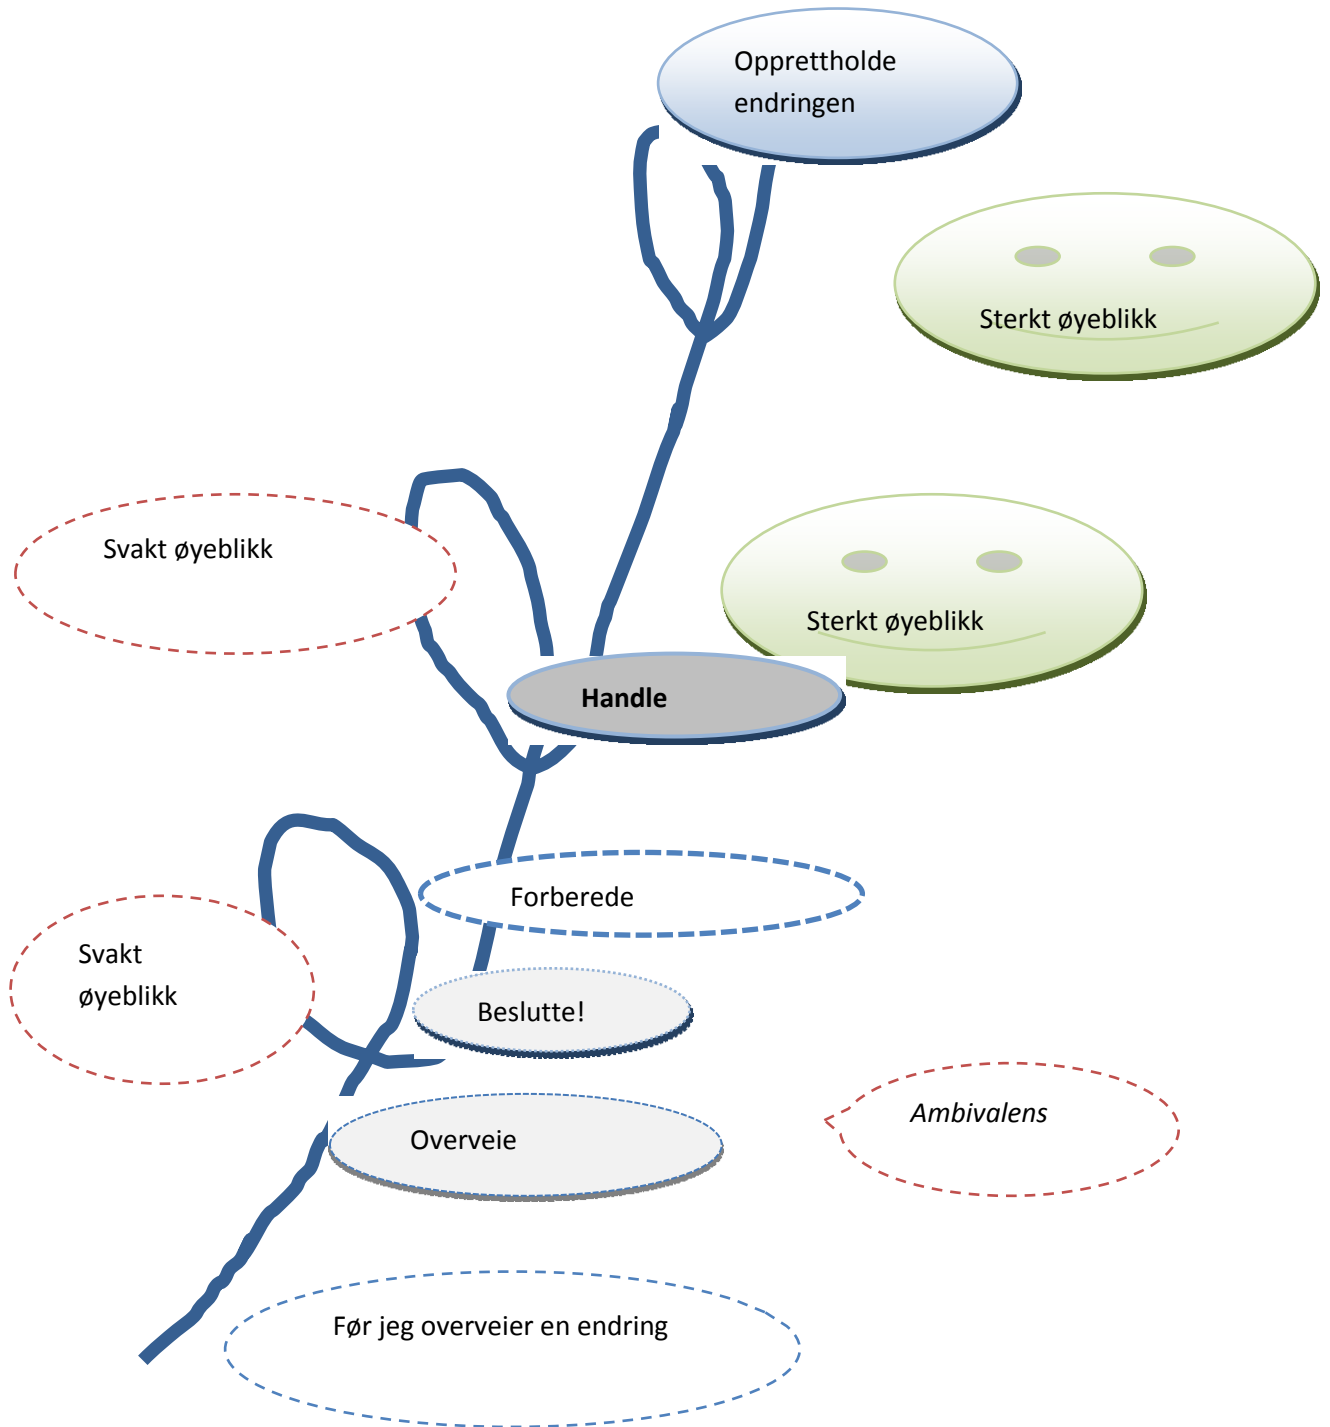 Opprettholde
endringen
Sterkt øyeblikk
Svakt øyeblikk
Sterkt øyeblikk
Handle
Forberede
Svakt
øyeblikk
Beslutte!
Ambivalens
Overveie
Før jeg overveier en endring